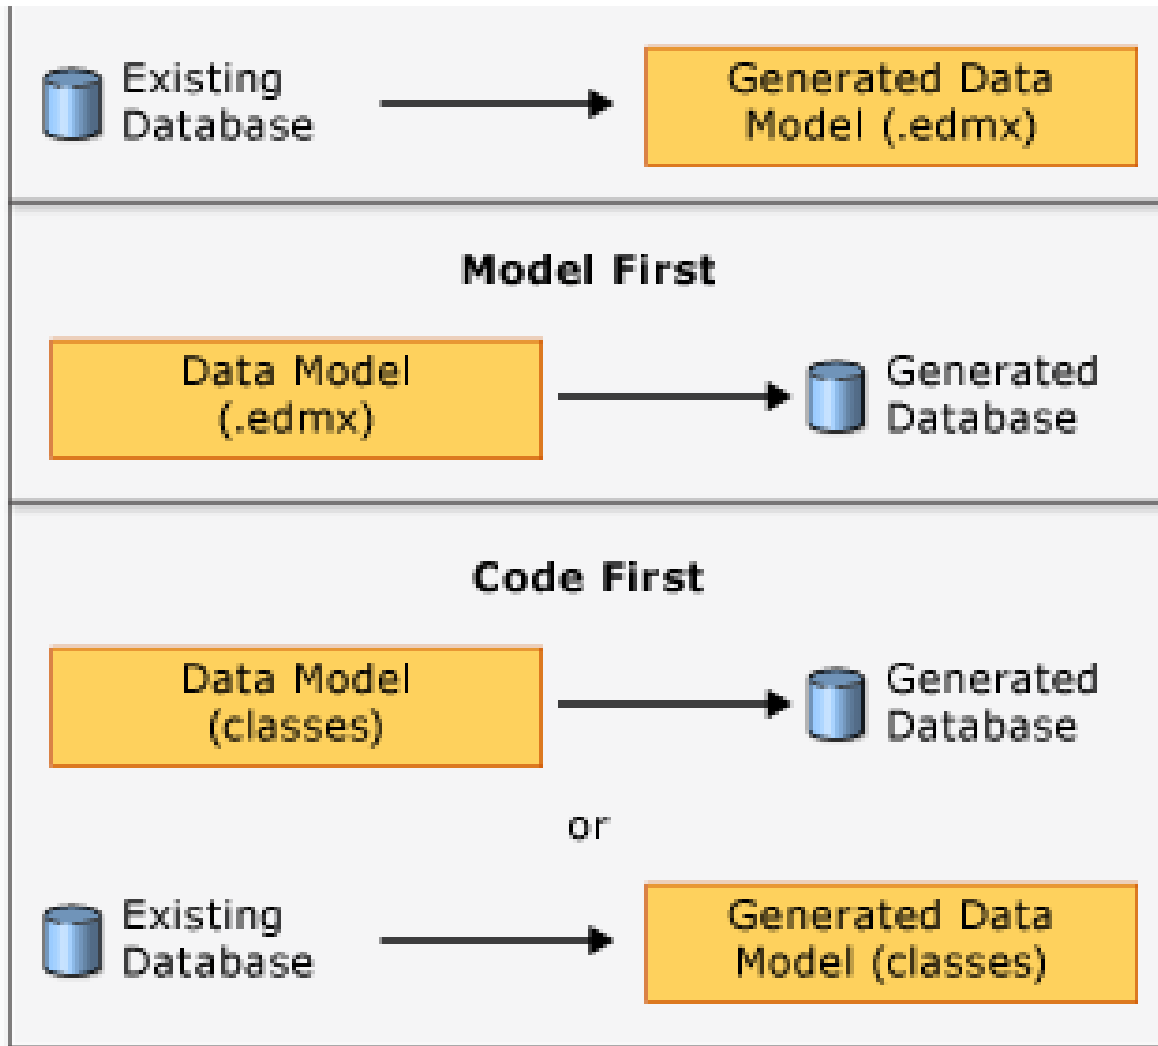 Existing
Database
Generated Data
Model (.edmx)
Model First
Data Model
(.edmx)
Generated
Database
Code First
Data Model
(classes)
Generated
Database
or
Existing
Database
Generated Data
Model (classes)